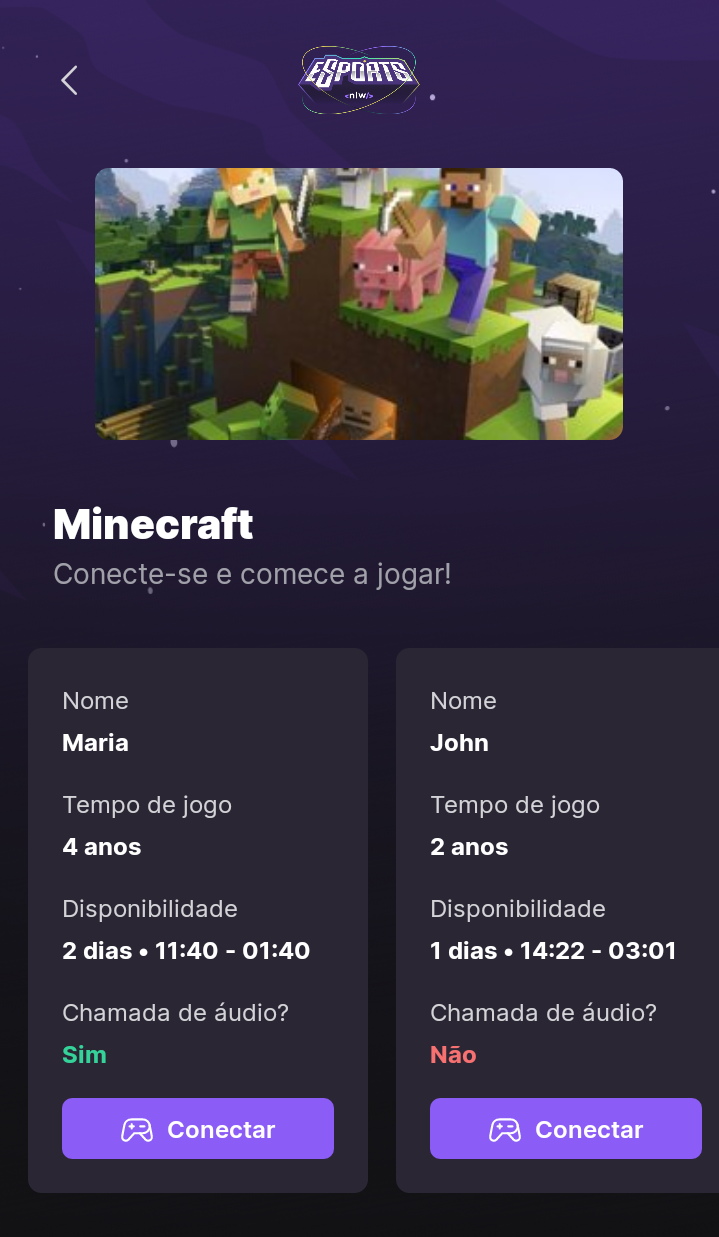 ESPORTS
<nlw/>
Minecraft
Conecte-se e comece a jogar!
Nome
Maria
Tempo de jogo
4 anos
Disponibilidade
2 dias • 11:40 - 01:40
Chamada de áudio?
Sim
Conectar
Nome
John
Tempo de jogo
2 anos
Disponibilidade
1 dias • 14:22 - 03:01
Chamada de áudio?
Não
Conectar